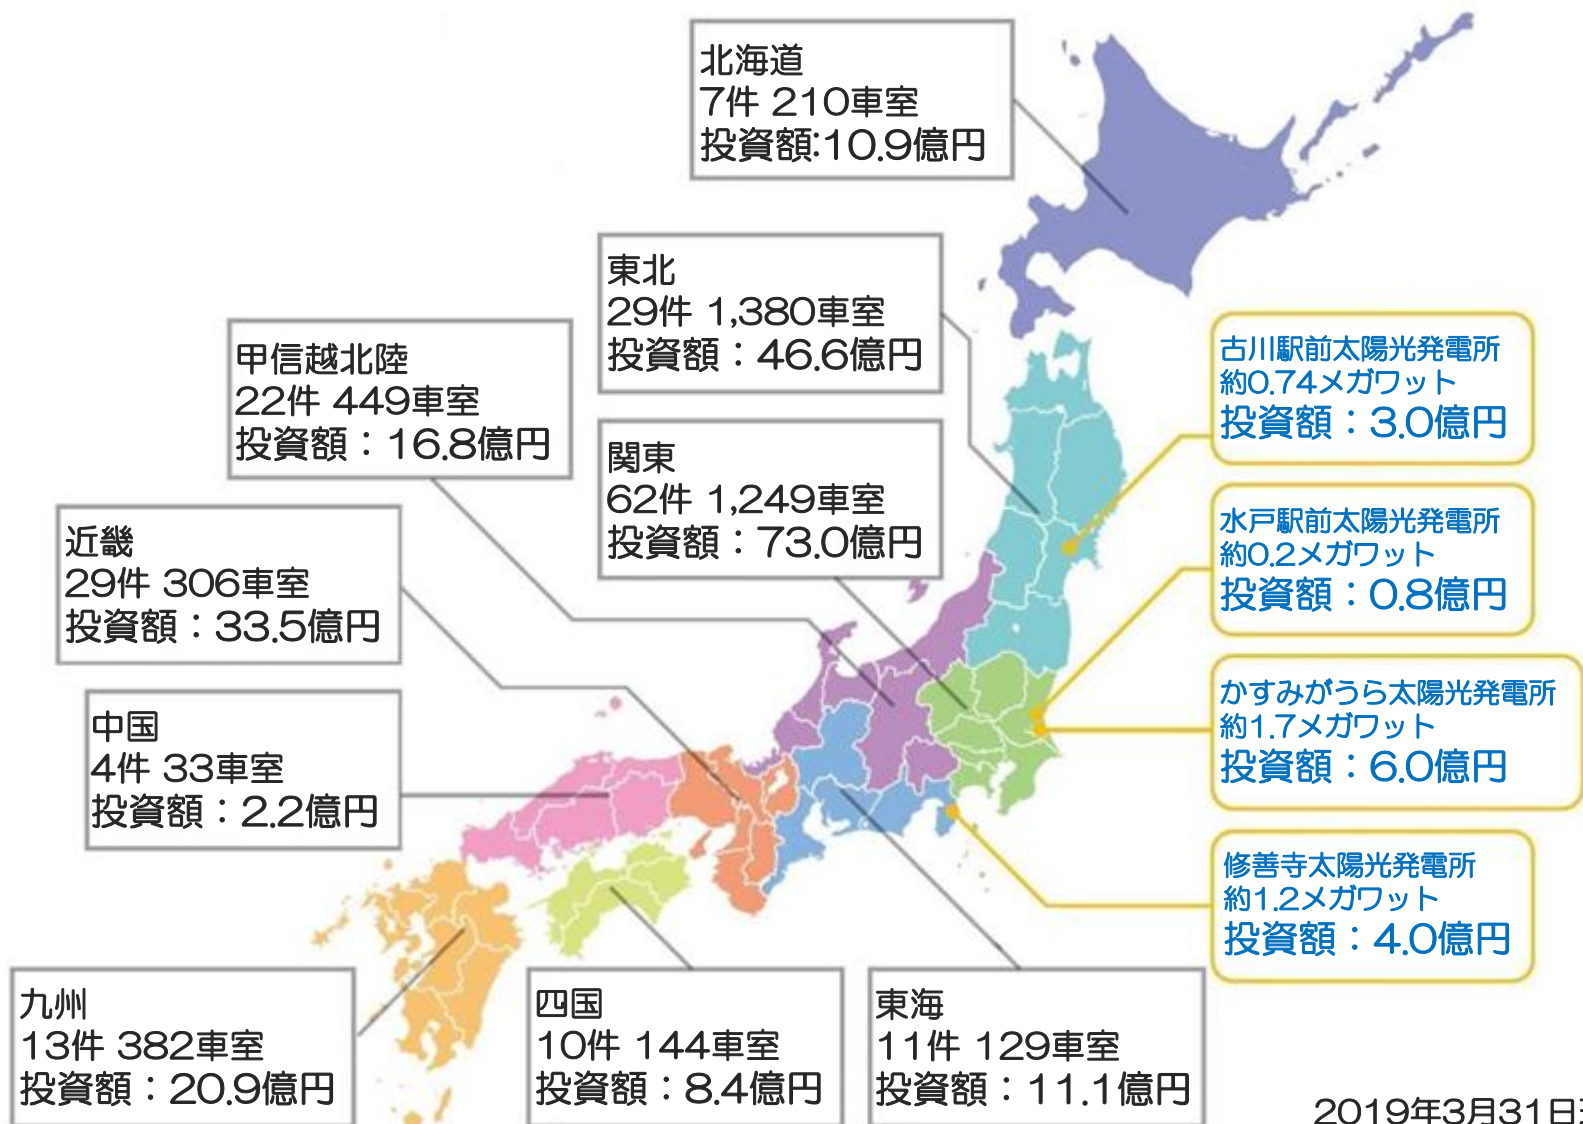 北海道
7件 210車室
投資額:10.9億円
東北
29件 1,380車室
投資額：46.6億円
甲信越北陸
22件 449車室
投資額：16.8億円
関東
62件 1,249車室
投資額：73.0億円
近畿
29件 306車室
投資額：33.5億円
中国
4件 33車室
投資額：2.2億円
古川駅前太陽光発電所
約0.74メガワット
投資額：3.0億円
水戸駅前太陽光発電所
約0.2メガワット
投資額：0.8億円
かすみがうら太陽光発電所
約1.7メガワット
投資額：6.0億円
修善寺太陽光発電所
約1.2メガワット
投資額：4.0億円
九州
13件 382車室
投資額：20.9億円
四国
10件 144車室
投資額：8.4億円
東海
11件 129車室
投資額：11.1億円
2019年3月31日